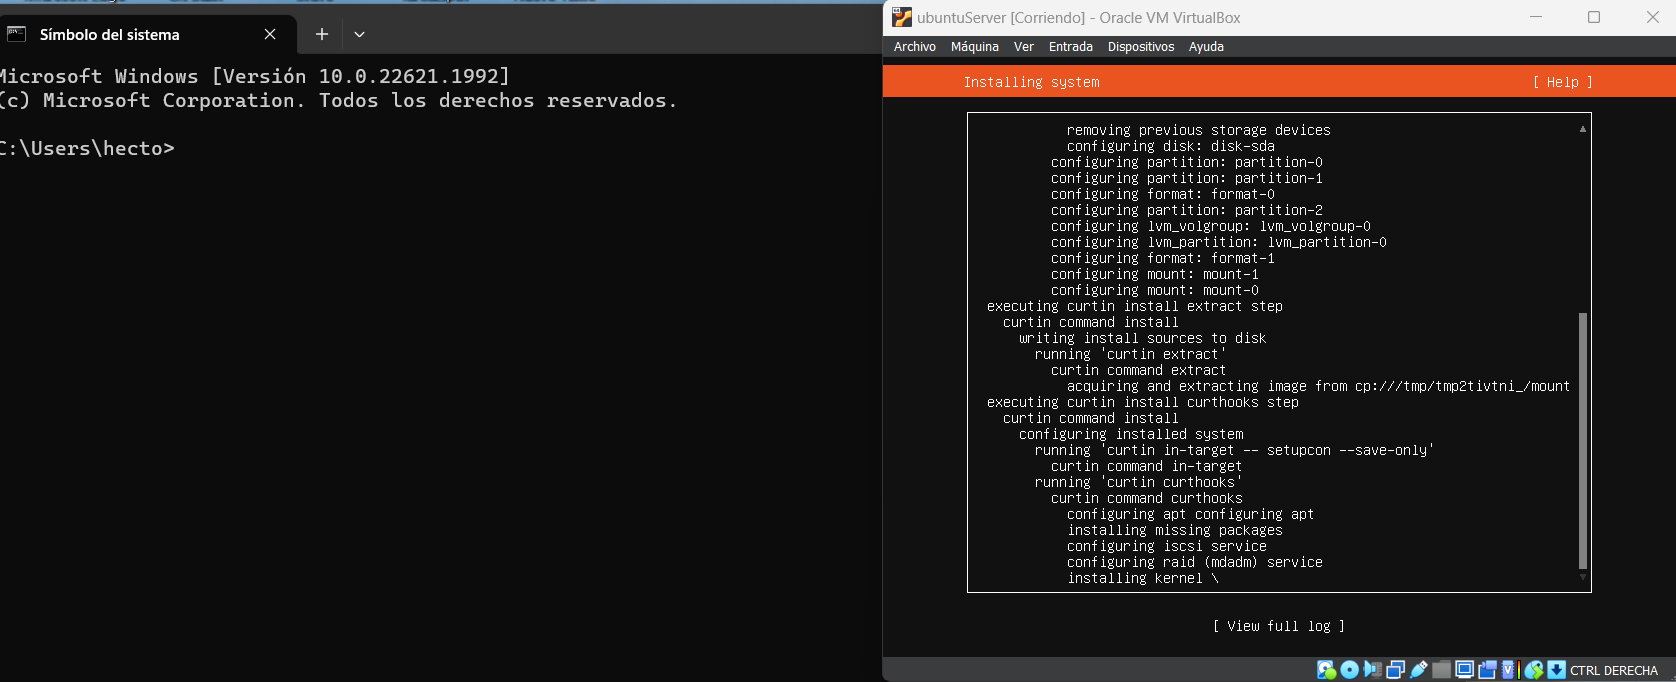 Símbolo del sistema
Microsoft Windows [Versión 10.0.22621.1992]
(c) Microsoft Corporation. Todos los derechos reservados.
C:\Users\hecto>
ubuntuServer [Corriendo] - Oracle VM VirtualBox
Archivo Máquina Ver Entrada Dispositivos Ayuda
Installing system [ Help ]
removing previous storage devices
configuring disk: disk-sda
configuring partition: partition-0
configuring partition: partition-1
configuring format: format-0
configuring partition: partition-2
configuring lvm_volgroup: lvm_volgroup-0
configuring lvm_partition: lvm_partition-0
configuring format: format-1
configuring mount: mount-1
configuring mount: mount-0
executing curtin install extract step
curtin command install
writing install sources to disk
running 'curtin extract'
curtin command extract
acquiring and extracting image from cp:///tmp/tmp2tivtni_/mount
executing curtin install curthooks step
curtin command install
configuring installed system
running 'curtin in-target -- setupcon --save-only'
curtin command in-target
running 'curtin curthooks'
curtin command curthooks
configuring apt configuring apt
installing missing packages
configuring iscsi service
configuring raid (mdadm) service
installing kernel \
[ View full log ]
CTRL DERECHA